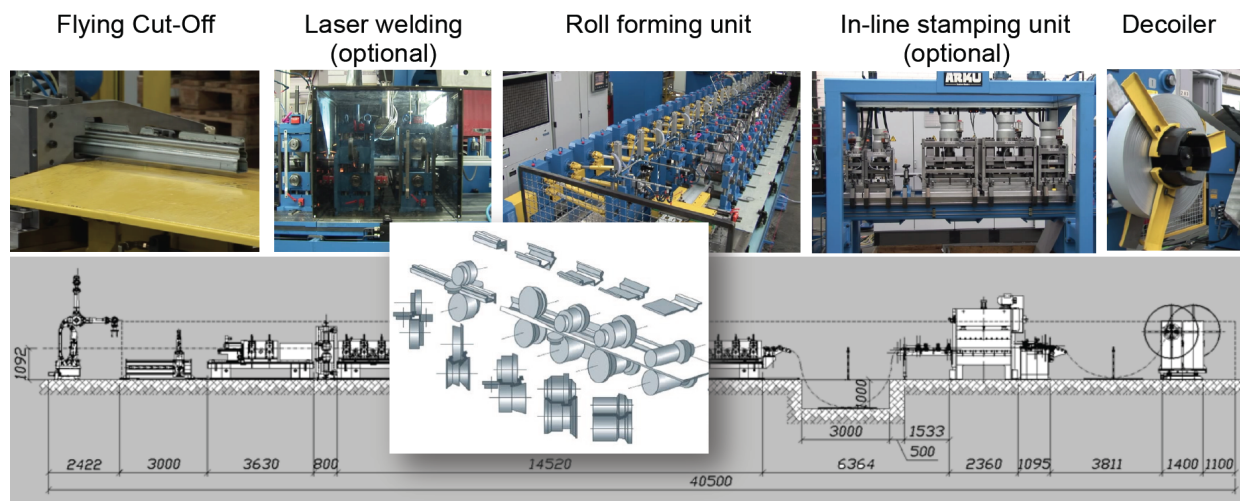 Flying Cut-Off
Laser welding
(optional)
Roll forming unit
In-line stamping unit
(optional)
Decoiler
ARKU
1092
1000
3000
1533
500
2422
3000
3630
800
14520
6364
2360
1095
3811
1400
1100
40500